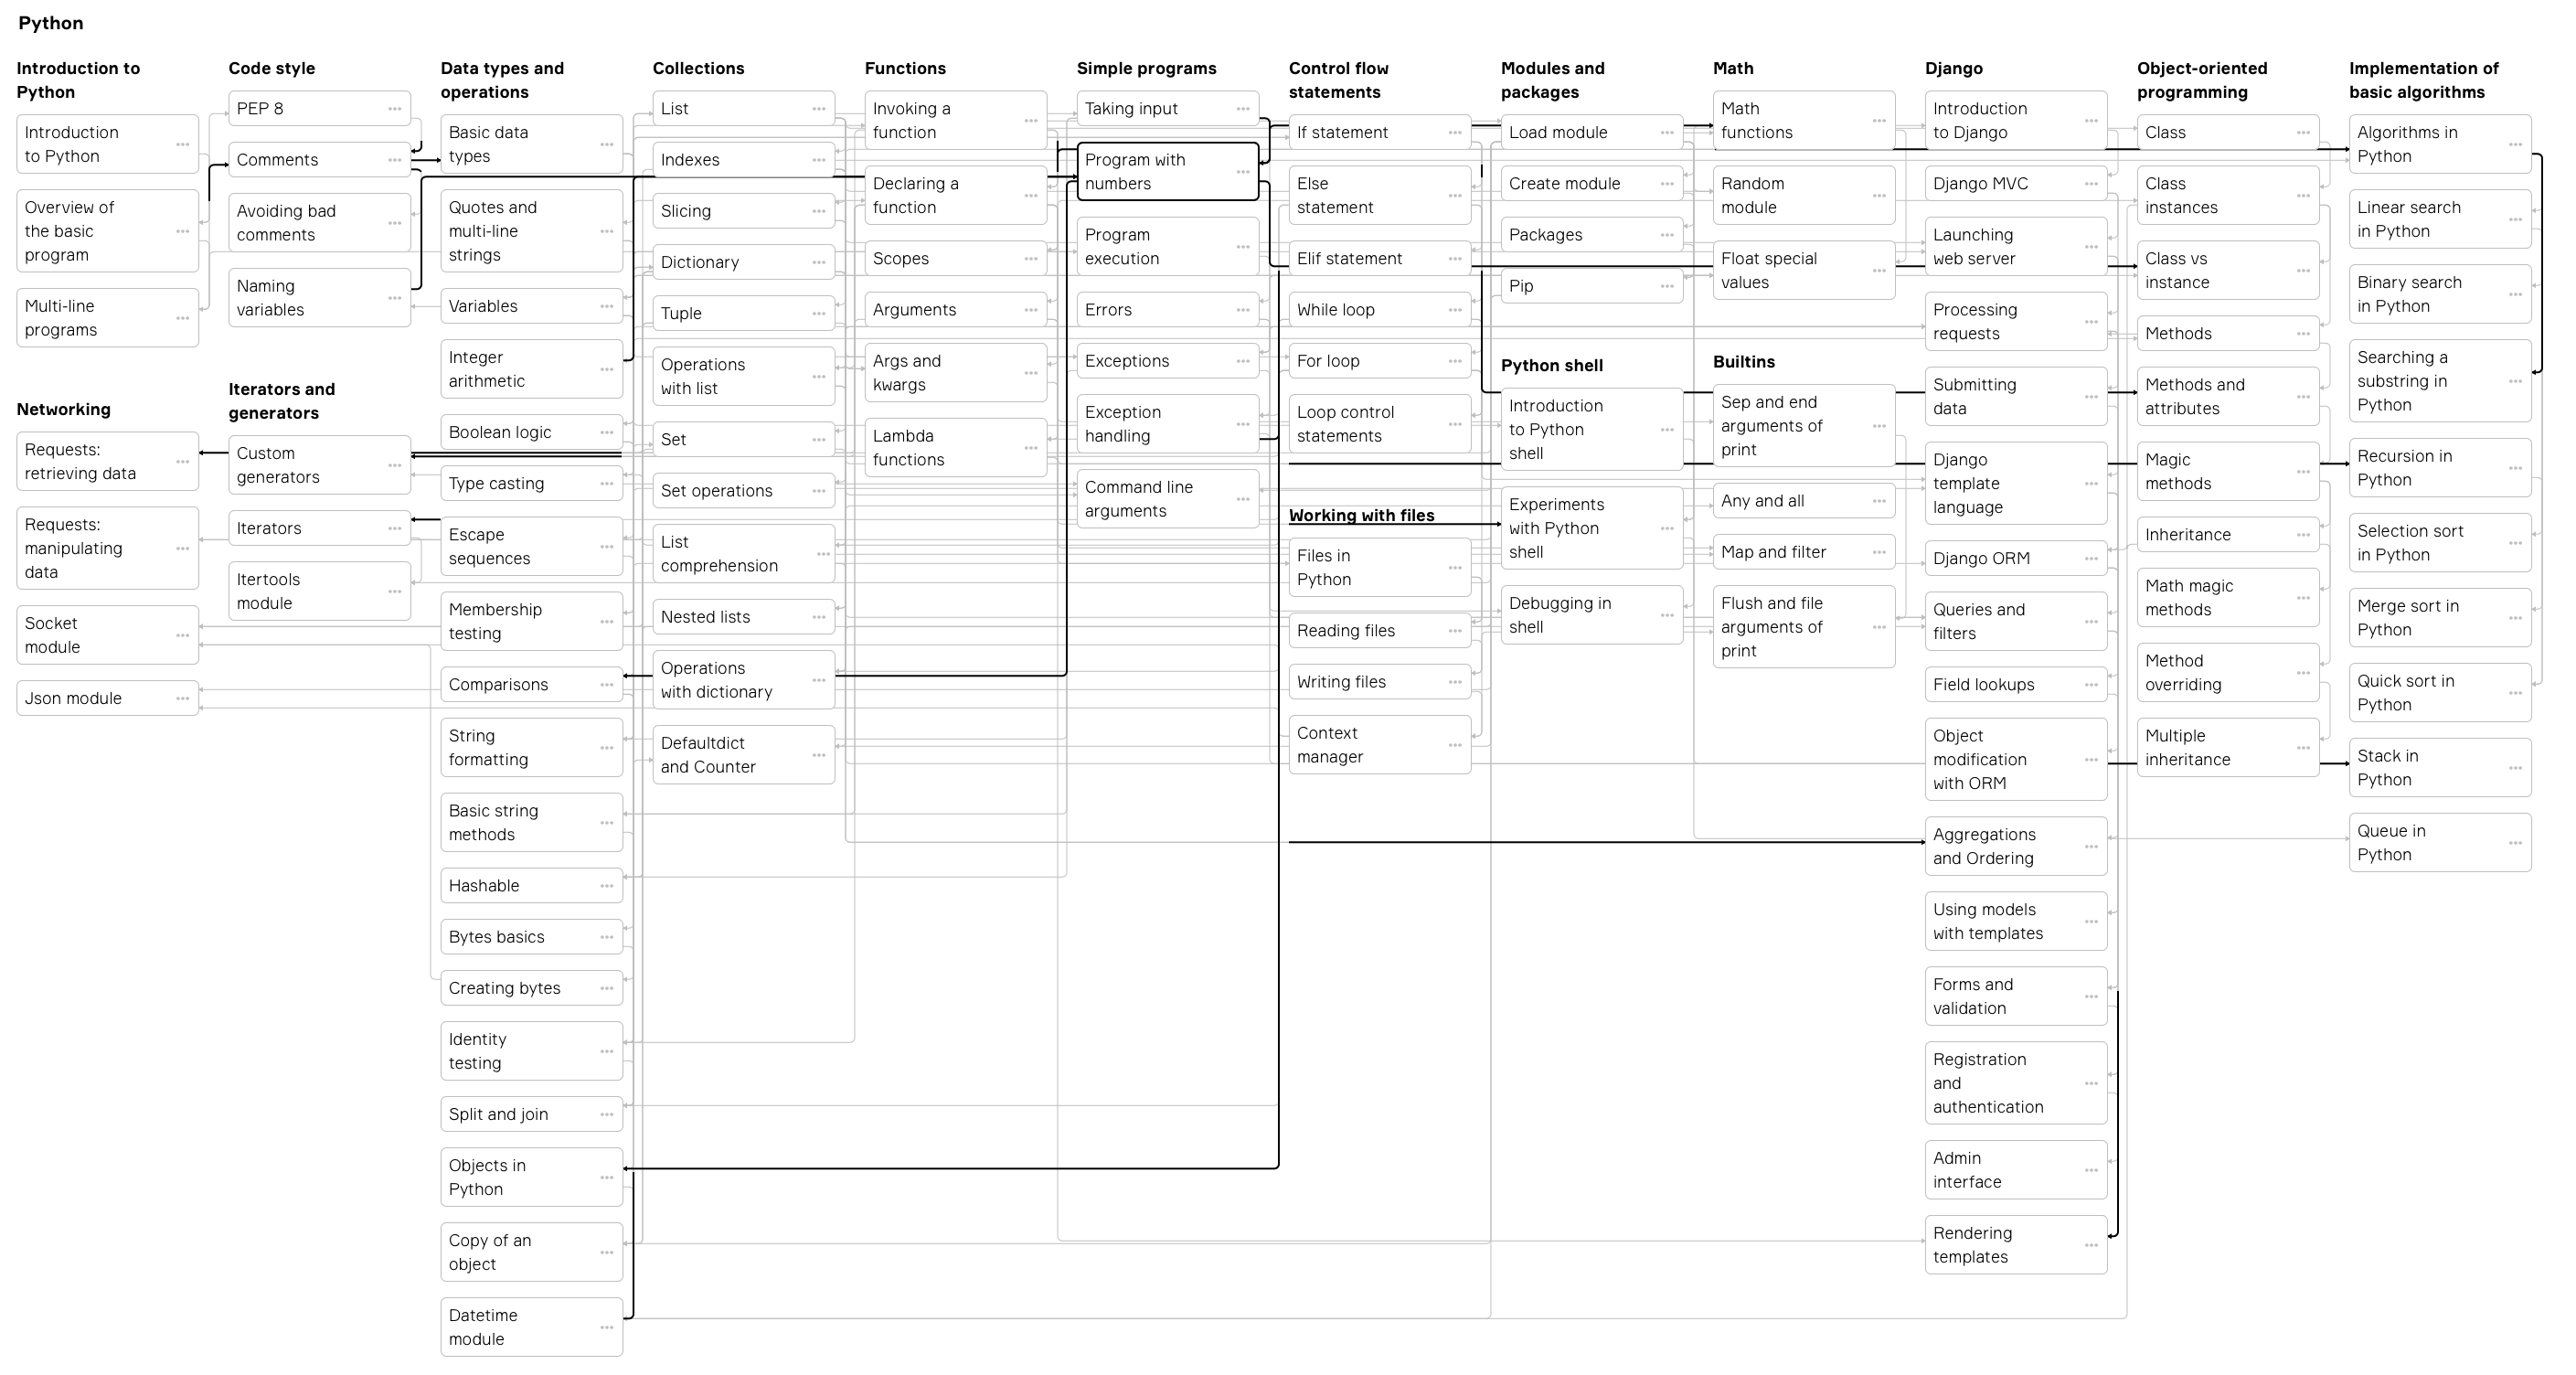 Python
Introduction to
Python
Introduction
to Python
Overview of
the basic
program
Multi-line
programs
Networking
Requests:
retrieving data
Requests:
manipulating
data
Socket
module
Json module
Code style
PEP 8
Comments
Avoiding bad
comments
Naming
variables
Iterators and
generators
Custom
generators
Iterators
Itertools
module
Data types and
operations
Basic data
types
Quotes and
multi-line
strings
Variables
Integer
arithmetic
Boolean logic
Type casting
Escape
sequences
Membership
testing
Comparisons
String
formatting
Basic string
methods
Hashable
Bytes basics
Creating bytes
Identity
testing
Split and join
Objects in
Python
Copy of an
object
Datetime
module
Collections
List
Indexes
Slicing
Dictionary
Tuple
Operations
with list
Set
Set operations
List
comprehension
Nested lists
Operations
with dictionary
Defaultdict
and Counter
Functions
Invoking a
function
Declaring a
function
Scopes
Arguments
Args and
kwargs
Lambda
functions
Simple programs
Taking input
Program with
numbers
Program
execution
Errors
Exceptions
Exception
handling
Command line
arguments
Control flow
statements
If statement
Else
statement
Elif statement
While loop
For loop
Loop control
statements
Working with files
Files in
Python
Reading files
Writing files
Context
manager
Modules and
packages
Load module
Create module
Packages
Pip
Python shell
Introduction
to Python
shell
Experiments
with Python
shell
Debugging in
shell
Math
Math
functions
Random
module
Float special
values
Builtins
Sep and end
arguments of
print
Any and all
Map and filter
Flush and file
arguments of
print
Django
Introduction
to Django
Django MVC
Launching
web server
Processing
requests
Submitting
data
Django
template
language
Django ORM
Queries and
filters
Field lookups
Object
modification
with ORM
Aggregations
and Ordering
Using models
with templates
Forms and
validation
Registration
and
authentication
Admin
interface
Rendering
templates
Object-oriented
programming
Class
Class
instances
Class vs
instance
Methods
Methods and
attributes
Magic
methods
Inheritance
Math magic
methods
Method
overriding
Multiple
inheritance
Implementation of
basic algorithms
Algorithms in
Python
Linear search
in Python
Binary search
in Python
Searching a
substring in
Python
Recursion in
Python
Selection sort
in Python
Merge sort in
Python
Quick sort in
Python
Stack in
Python
Queue in
Python